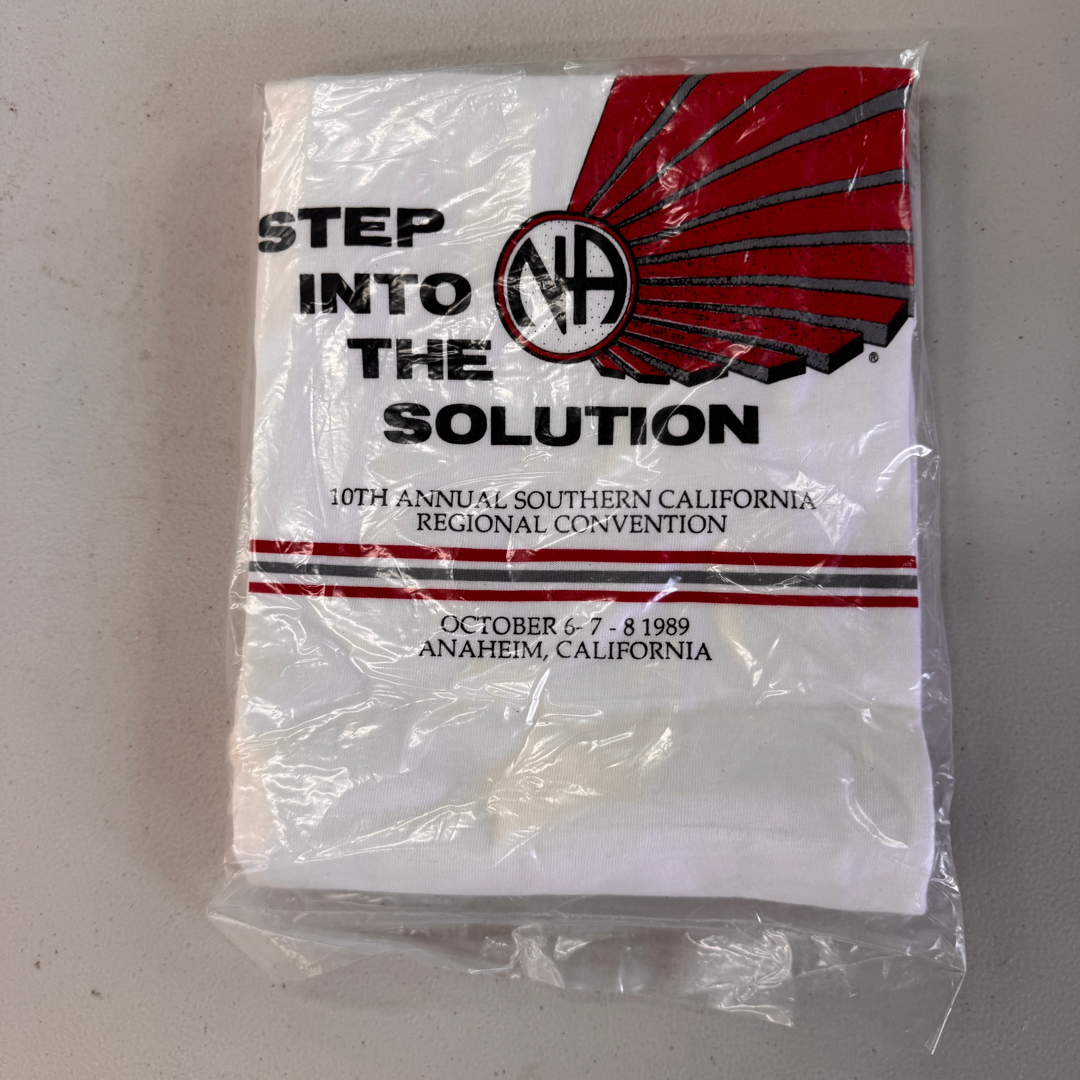 STEP
INTO
THE
SOLUTION
NA
®
10TH ANNUAL SOUTHERN CALIFORNIA
REGIONAL CONVENTION
OCTOBER 6- 7 - 8 1989
ANAHEIM, CALIFORNIA